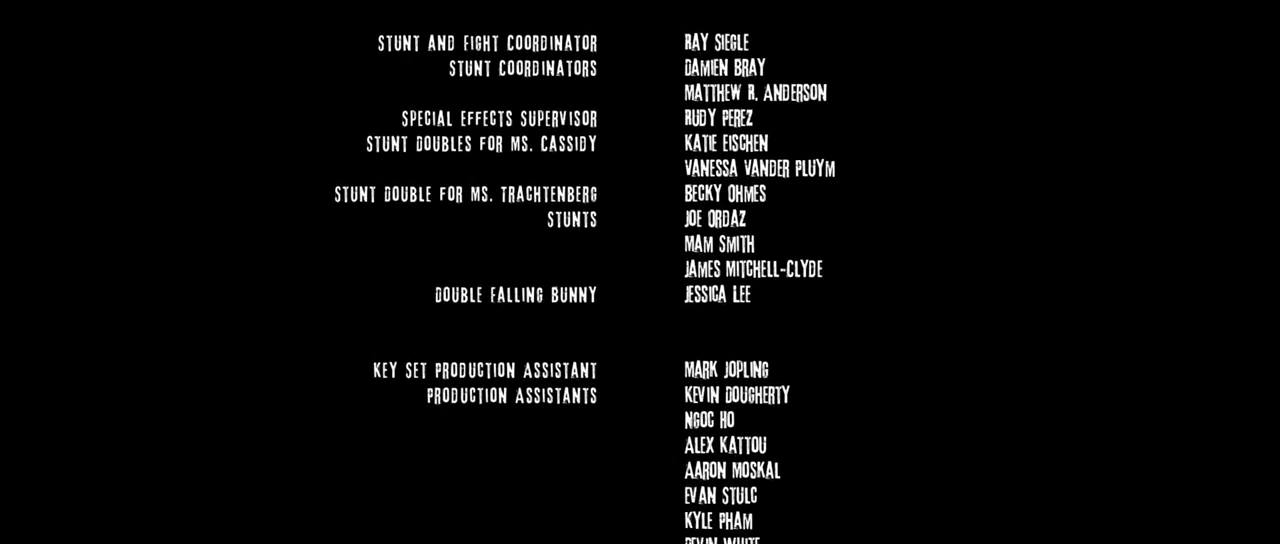 STUNT AND FIGHT COORDINATOR RAY SIEGLE
STUNT COORDINATORS DAMIEN BRAY
MATTHEW R. ANDERSON
SPECIAL EFFECTS SUPERVISOR RUDY PEREZ
STUNT DOUBLES FOR MS. CASSIDY KATIE EISCHEN
VANESSA VANDER PLUYM
STUNT DOUBLE FOR MS. TRACHTENBERG BECKY OHMES
STUNTS JOE ORDAZ
MAM SMITH
JAMES MITCHELL-CLYDE
DOUBLE FALLING BUNNY JESSICA LEE
KEY SET PRODUCTION ASSISTANT MARK JOPLING
PRODUCTION ASSISTANTS KEVIN DOUGHERTY
NGOC HO
ALEX KATTOU
AARON MOSKAL
EVAN STULC
KYLE PHAM